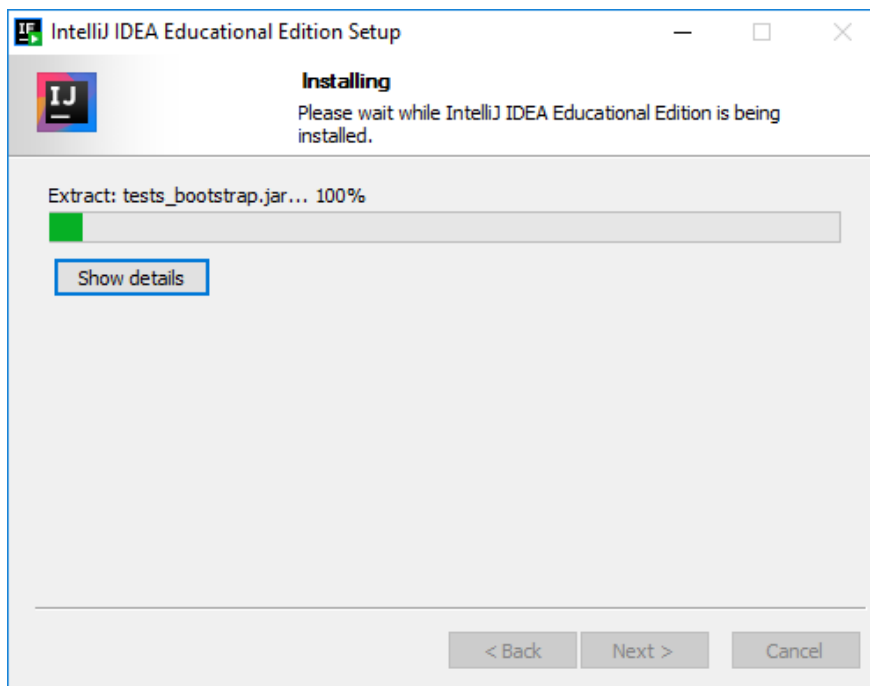 IntelliJ IDEA Educational Edition Setup
IJ
Installing
Please wait while IntelliJ IDEA Educational Edition is being
installed.
Extract: tests_bootstrap.jar... 100%
Show details
< Back
Next >
Cancel